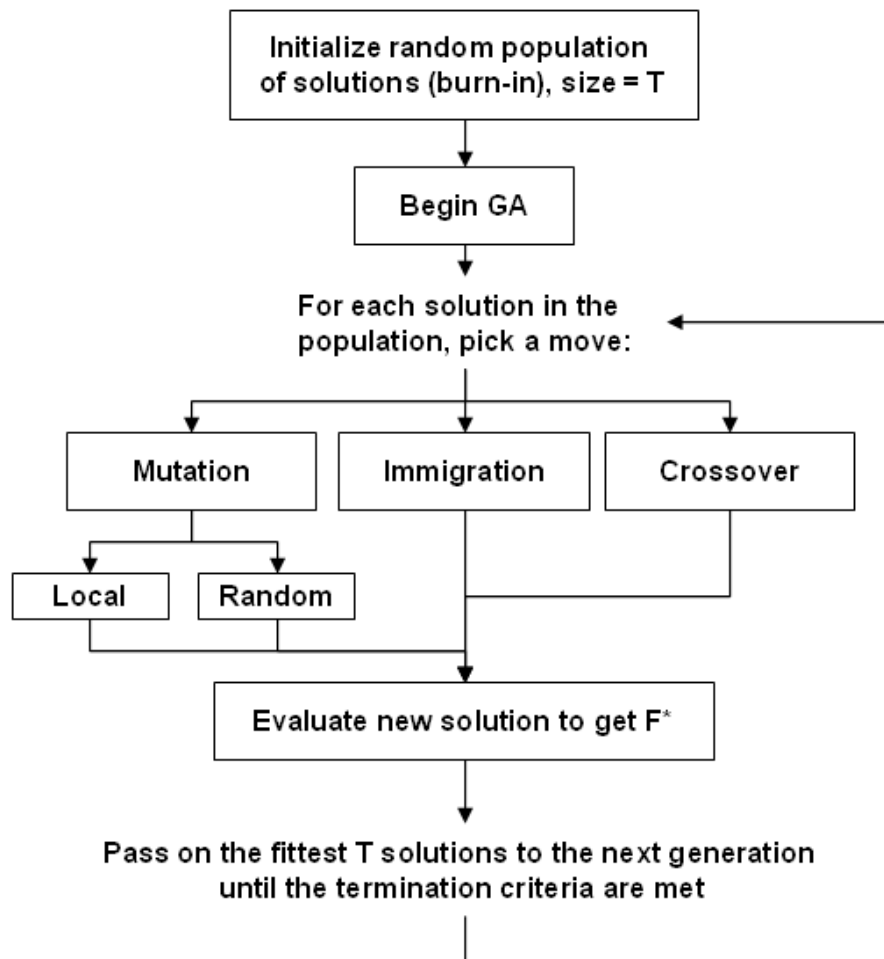 Initialize random population
of solutions (burn-in), size = T
Begin GA
For each solution in the
population, pick a move:
Mutation
Immigration
Crossover
Local
Random
Evaluate new solution to get F*
Pass on the fittest T solutions to the next generation
until the termination criteria are met